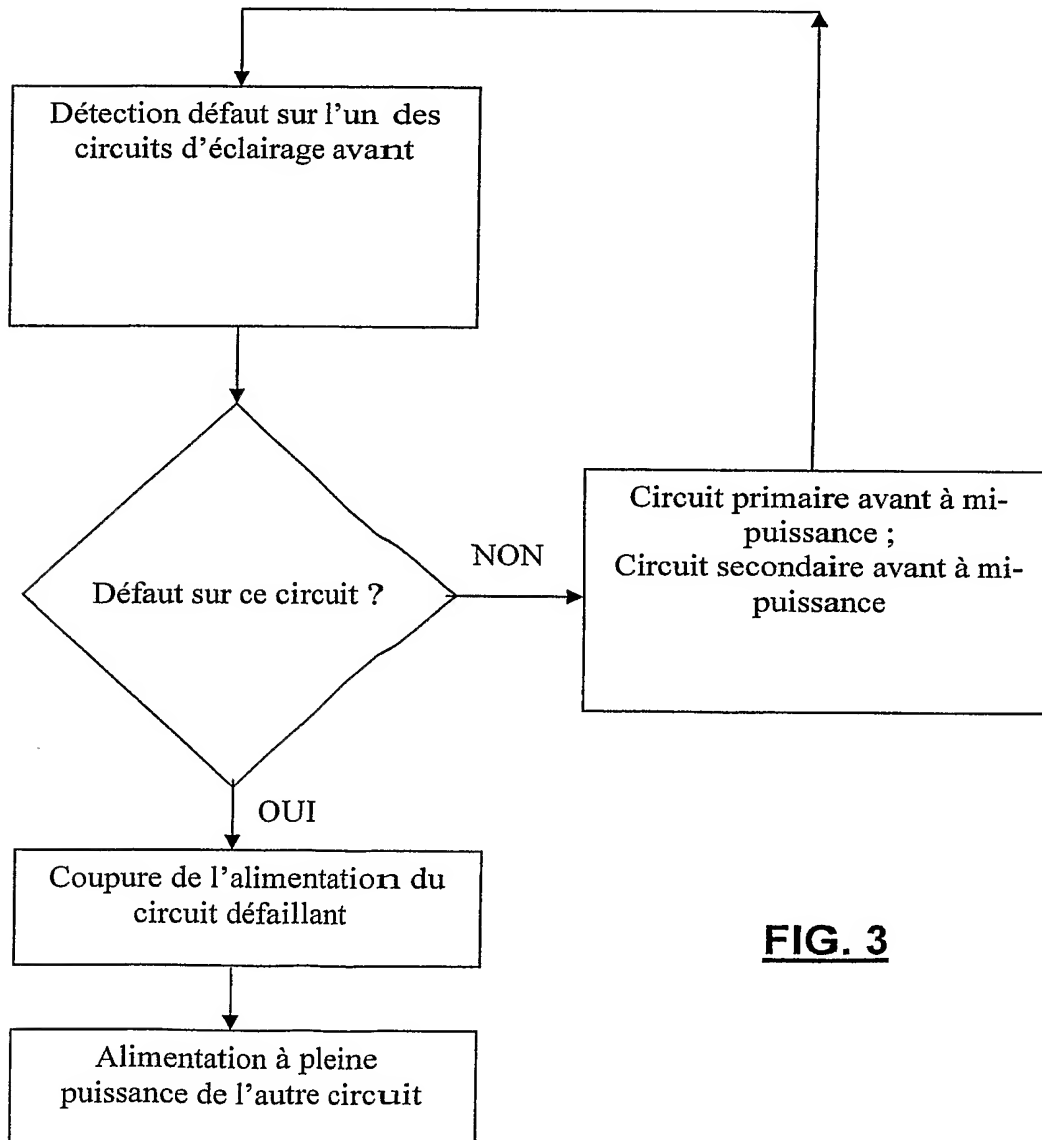 Détection défaut sur l’un des
circuits d’éclairage avant
Défaut sur ce circuit ?
NON
Circuit primaire avant à mi-
puissance ;
Circuit secondaire avant à mi-
puissance
OUI
Coupure de l’alimentation du
circuit défaillant
Alimentation à pleine
puissance de l’autre circuit
FIG. 3